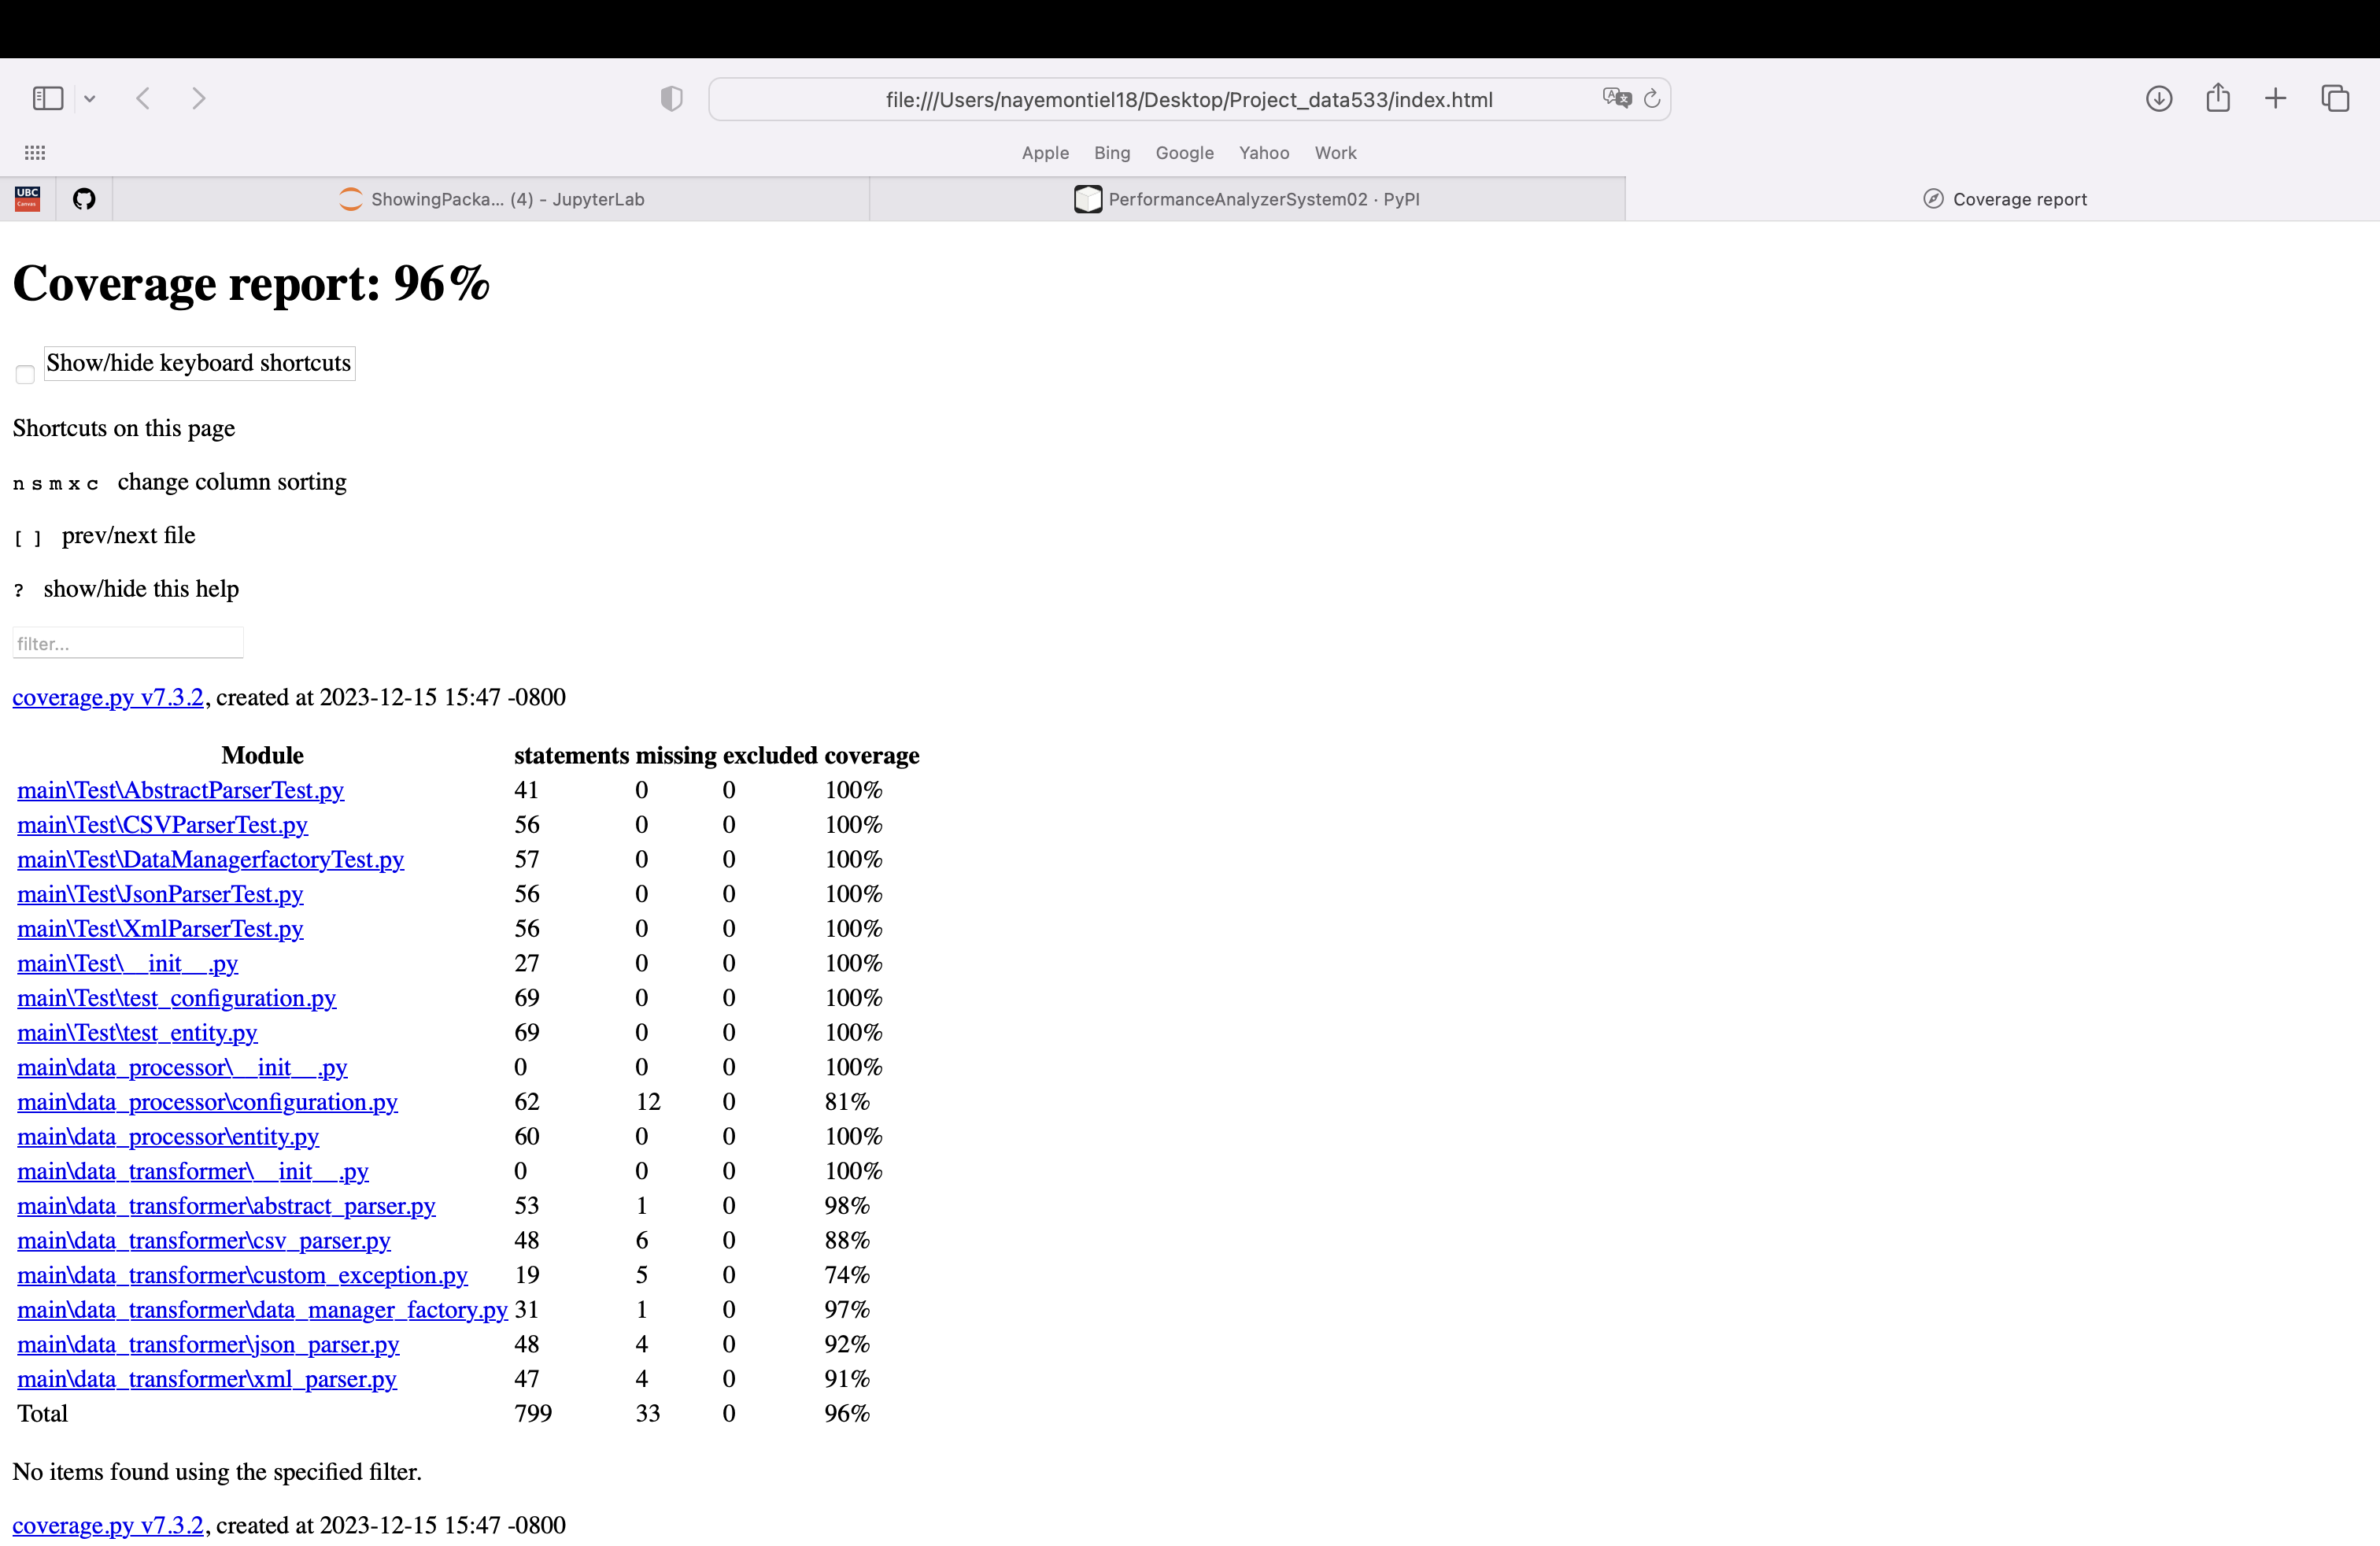 file:///Users/nayemontiel18/Desktop/Project_data533/index.html
Apple Bing Google Yahoo Work
UBC
Canvas
ShowingPacka... (4) - JupyterLab
PerformanceAnalyzerSystem02 · PyPI
Coverage report
Coverage report: 96%
Show/hide keyboard shortcuts
Shortcuts on this page
n s m x c change column sorting
[ ] prev/next file
? show/hide this help
filter...
coverage.py v7.3.2, created at 2023-12-15 15:47 -0800
Module statements missing excluded coverage
main\Test\AbstractParserTest.py 41 0 0 100%
main\Test\CSVParserTest.py 56 0 0 100%
main\Test\DataManagerfactoryTest.py 57 0 0 100%
main\Test\JsonParserTest.py 56 0 0 100%
main\Test\XmlParserTest.py 56 0 0 100%
main\Test\__init__.py 27 0 0 100%
main\Test\test_configuration.py 69 0 0 100%
main\Test\test_entity.py 69 0 0 100%
main\data_processor\__init__.py 0 0 0 100%
main\data_processor\configuration.py 62 12 0 81%
main\data_processor\entity.py 60 0 0 100%
main\data_transformer\__init__.py 0 0 0 100%
main\data_transformer\abstract_parser.py 53 1 0 98%
main\data_transformer\csv_parser.py 48 6 0 88%
main\data_transformer\custom_exception.py 19 5 0 74%
main\data_transformer\data_manager_factory.py 31 1 0 97%
main\data_transformer\json_parser.py 48 4 0 92%
main\data_transformer\xml_parser.py 47 4 0 91%
Total 799 33 0 96%
No items found using the specified filter.
coverage.py v7.3.2, created at 2023-12-15 15:47 -0800